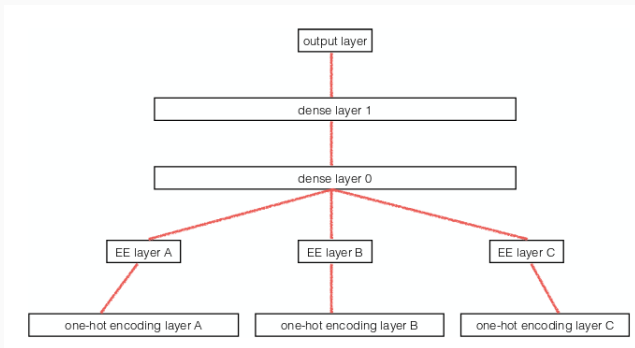 output layer
dense layer 1
dense layer 0
EE layer A
EE layer B
EE layer C
one-hot encoding layer A
one-hot encoding layer B
one-hot encoding layer C